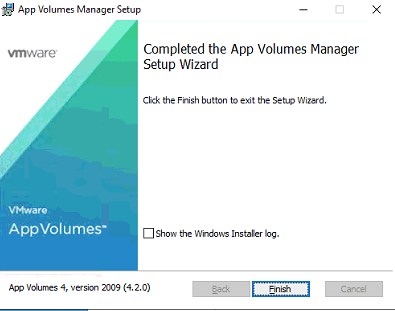 App Volumes Manager Setup
vmware
Completed the App Volumes Manager
Setup Wizard
Click the Finish button to exit the Setup Wizard.
VMware
AppVolumes™
Show the Windows Installer log.
App Volumes 4, version 2009 (4.2.0)
Back
Finish
Cancel